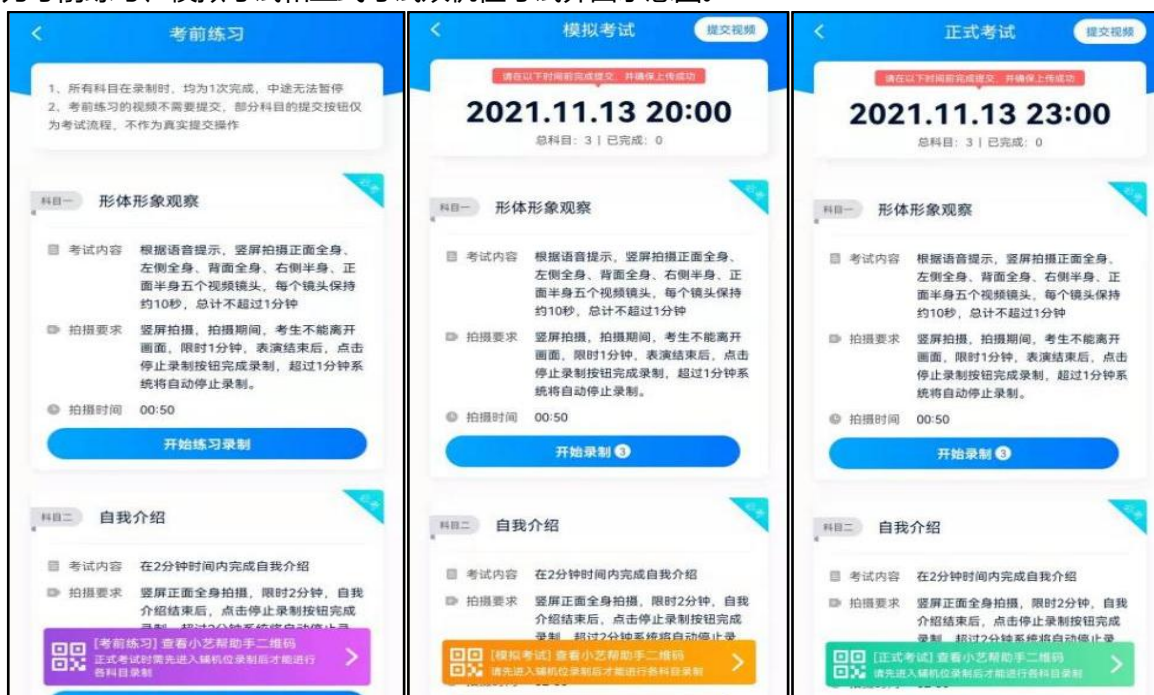 考前练习
1、所有科目在录制时，均为1次完成，中途无法暂停
2、考前练习的视频不需要提交，部分科目的提交按钮仅
为考试流程，不作为真实提交操作
科目一 形体形象观察
必考
考试内容 根据语音提示，竖屏拍摄正面全身、
左侧全身、背面全身、右侧半身、正
面半身五个视频镜头，每个镜头保持
约10秒，总计不超过1分钟
拍摄要求 竖屏拍摄，拍摄期间，考生不能离开
画面，限时1分钟，表演结束后，点击
停止录制按钮完成录制，超过1分钟系
统将自动停止录制。
拍摄时间 00:50
开始练习录制
科目二 自我介绍
必考
考试内容 在2分钟时间内完成自我介绍
拍摄要求 竖屏正面全身拍摄，限时2分钟，自我
介绍结束后，点击停止录制按钮完成
[考前练习] 查看小艺帮助手二维码
正式考试时需先进入辅机位录制后才能进行
各科目录制
模拟考试
提交视频
请在以下时间前完成提交，并确保上传成功
2021.11.13 20:00
总科目：3 | 已完成：0
科目一 形体形象观察
必考
考试内容 根据语音提示，竖屏拍摄正面全身、
左侧全身、背面全身、右侧半身、正
面半身五个视频镜头，每个镜头保持
约10秒，总计不超过1分钟
拍摄要求 竖屏拍摄，拍摄期间，考生不能离开
画面，限时1分钟，表演结束后，点击
停止录制按钮完成录制，超过1分钟系
统将自动停止录制。
拍摄时间 00:50
开始录制 3
科目二 自我介绍
必考
考试内容 在2分钟时间内完成自我介绍
拍摄要求 竖屏正面全身拍摄，限时2分钟，自我
介绍结束后，点击停止录制按钮完成
录制，超过2分钟系统将自动停止录
[模拟考试] 查看小艺帮助手二维码
请先进入辅机位录制后才能进行各科目录制
正式考试
提交视频
请在以下时间前完成提交，并确保上传成功
2021.11.13 23:00
总科目：3 | 已完成：0
科目一 形体形象观察
必考
考试内容 根据语音提示，竖屏拍摄正面全身、
左侧全身、背面全身、右侧半身、正
面半身五个视频镜头，每个镜头保持
约10秒，总计不超过1分钟
拍摄要求 竖屏拍摄，拍摄期间，考生不能离开
画面，限时1分钟，表演结束后，点击
停止录制按钮完成录制，超过1分钟系
统将自动停止录制。
拍摄时间 00:50
开始录制 3
科目二 自我介绍
必考
考试内容 在2分钟时间内完成自我介绍
拍摄要求 竖屏正面全身拍摄，限时2分钟，自我
介绍结束后，点击停止录制按钮完成
录制，超过2分钟系统将自动停止录
[正式考试] 查看小艺帮助手二维码
请先进入辅机位录制后才能进行各科目录制